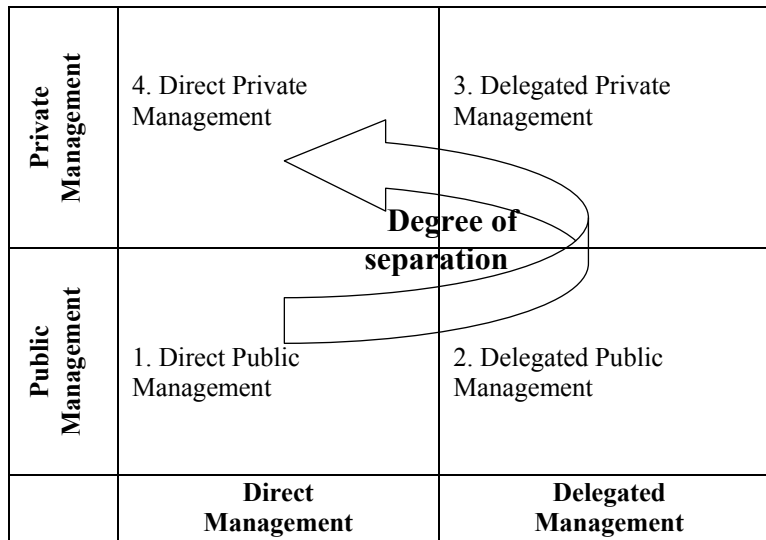 Private
Management
4. Direct Private
Management
3. Delegated Private
Management
Degree of
separation
Public
Management
1. Direct Public
Management
2. Delegated Public
Management
Direct
Management
Delegated
Management